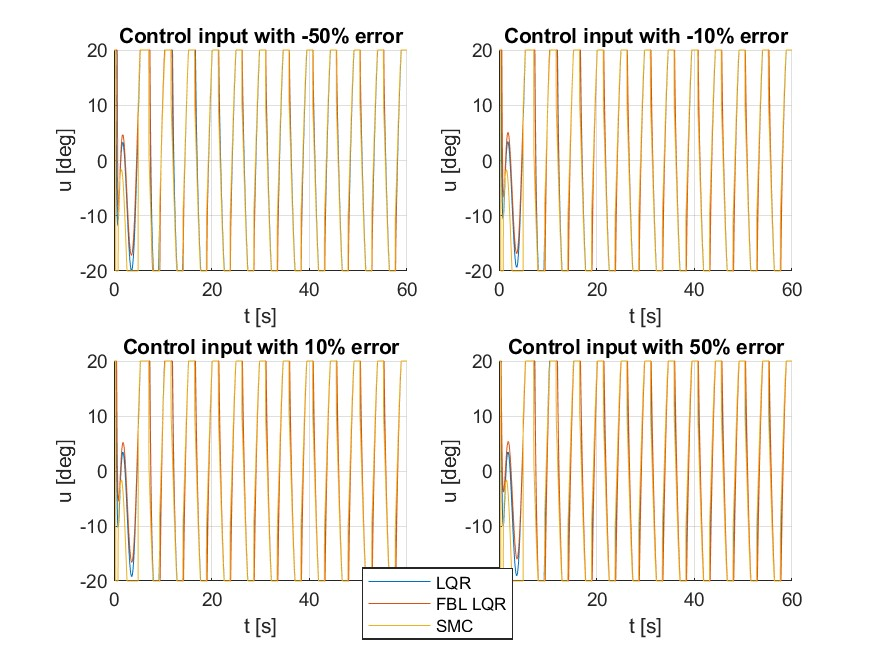 Control input with -50% error
20
10
0
-10
-20
u [deg]
0
20
40
60
t [s]
Control input with -10% error
20
10
0
-10
-20
u [deg]
0
20
40
60
t [s]
Control input with 10% error
20
10
0
-10
-20
u [deg]
0
20
t [s]
Control input with 50% error
20
10
0
-10
u [deg]
20
40
60
t [s]
LQR
FBL LQR
SMC